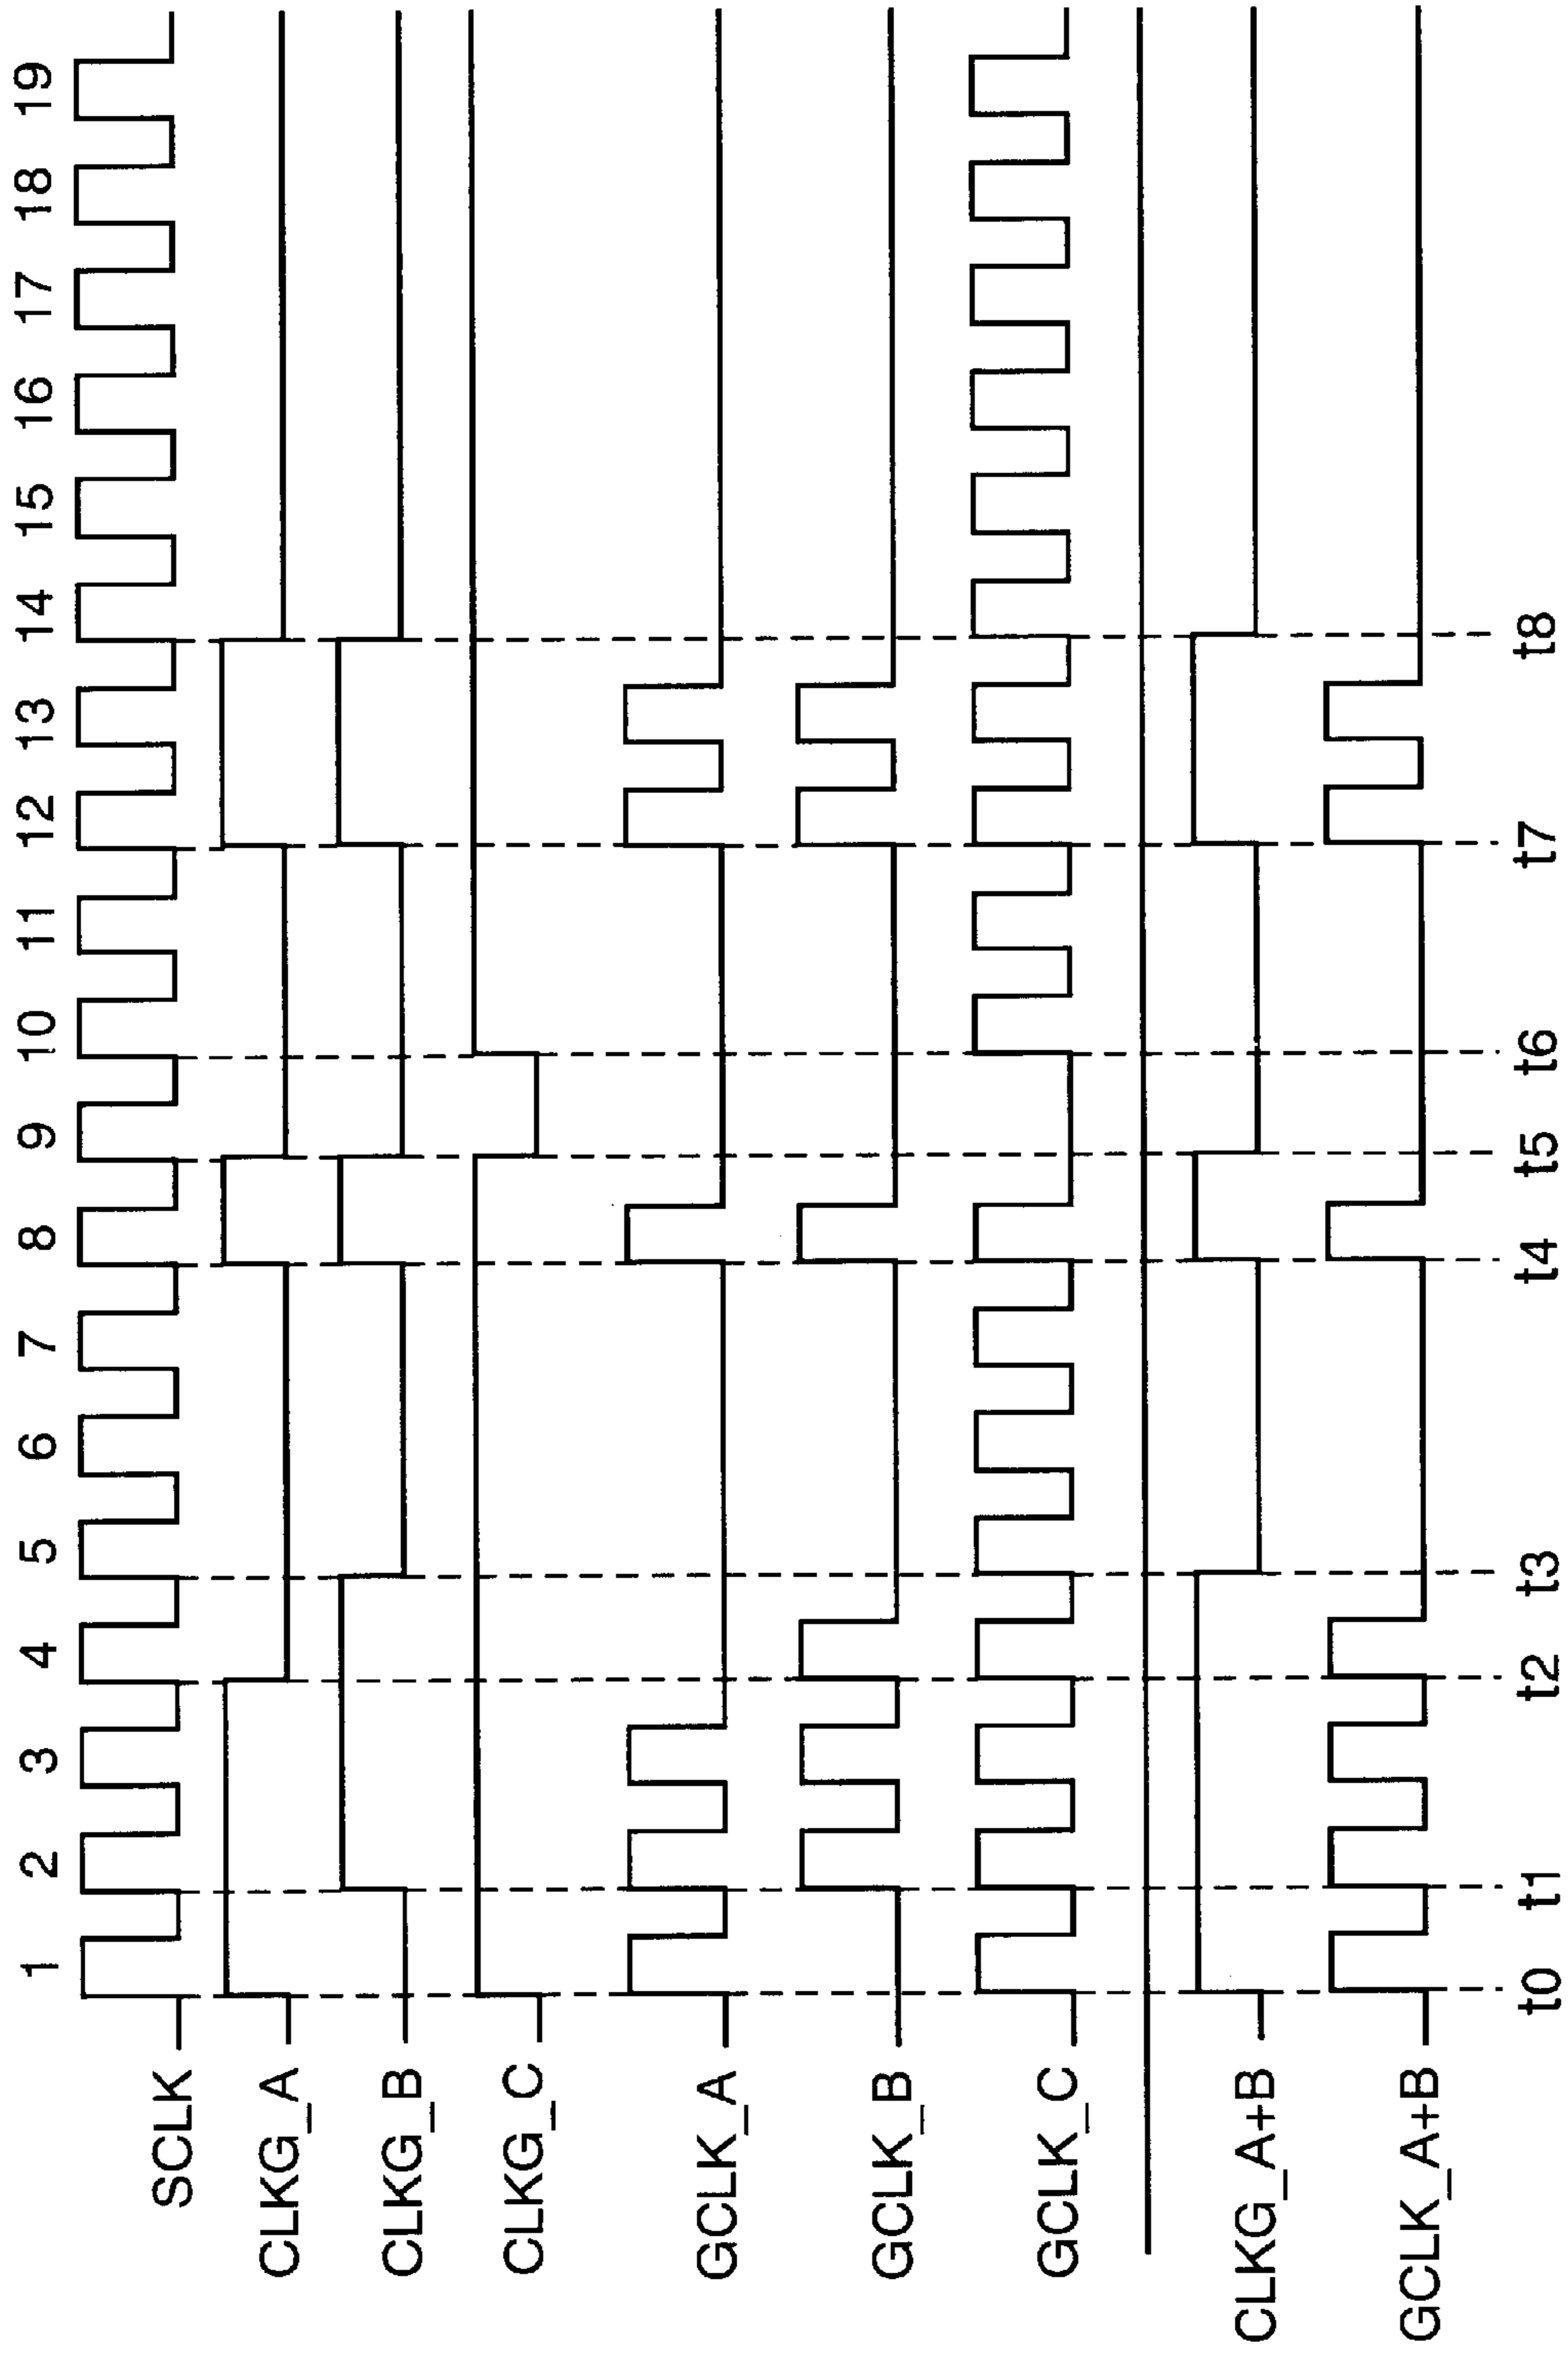 1 2 3 4 5 6 7 8 9 10 11 12 13 14 15 16 17 18 19
SCLK
CLKG_A
CLKG_B
CLKG_C
GCLK_A
GCLK_B
GCLK_C
CLKG_A+B
GCLK_A+B
t0 t1 t2 t3 t4 t5 t6 t7 t8